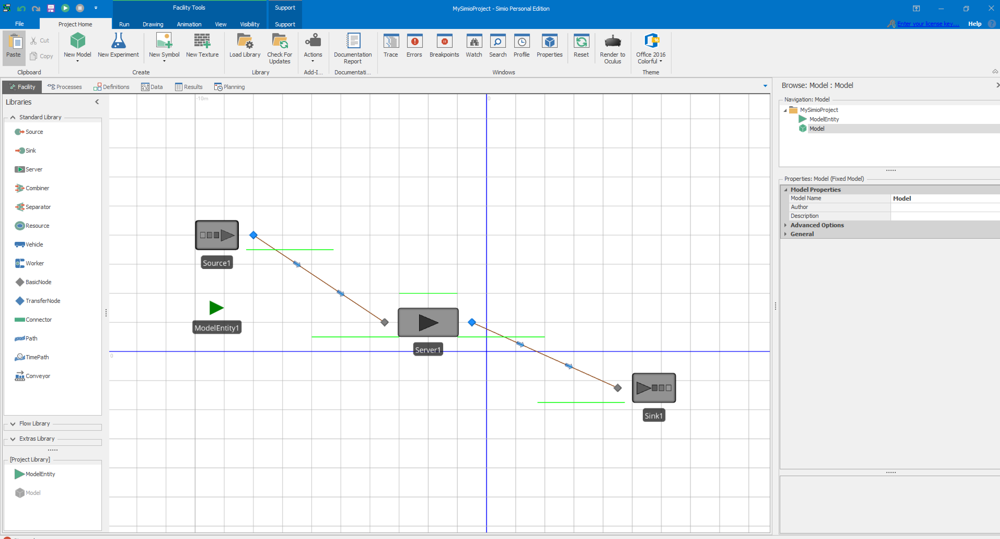 Facility Tools
Support
MySimioProject - Simio Personal Edition
File
Project Home
Run
Drawing
Animation
View
Visibility
Support
Enter your license key...
Help
?
Paste
Cut
Copy
Clipboard
New Model
New Experiment
New Symbol
New Texture
Create
Load Library
Check For
Updates
Library
Actions
Add-I...
Documentation
Report
Documentati...
Trace
Errors
Breakpoints
Watch
Search
Profile
Properties
Reset
Render to
Oculus
Windows
16
Office 2016
Colorful
Theme
Facility
Processes
Definitions
21.9
4.32
Data
Results
Planning
Libraries
Standard Library
Source
Sink
Server
Combiner
Separator
Resource
Vehicle
Worker
BasicNode
TransferNode
Connector
Path
TimePath
Conveyor
Flow Library
Extras Library
[Project Library]
ModelEntity
Model
-10m
0
Source1
ModelEntity1
Server1
0
Sink1
Browse: Model : Model
Navigation: Model
MySimioProject
ModelEntity
Model
Properties: Model (Fixed Model)
Model Properties
Model Name
Model
Author
Description
Advanced Options
General